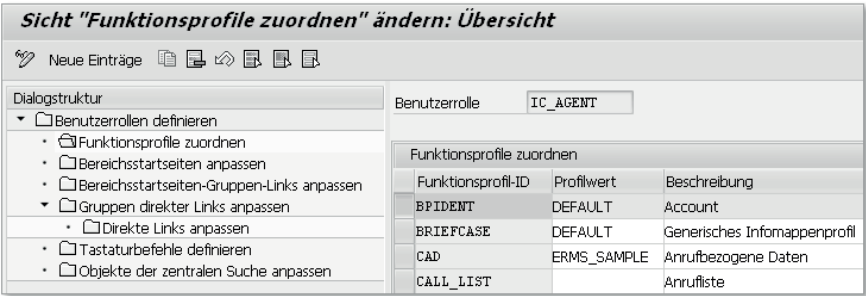 Sicht "Funktionsprofile zuordnen" ändern: Übersicht
Neue Einträge
Dialogstruktur
Benutzerrollen definieren
Funktionsprofile zuordnen
Bereichsstartseiten anpassen
Bereichsstartseiten-Gruppen-Links anpassen
Gruppen direkter Links anpassen
Direkte Links anpassen
Tastaturbefehle definieren
Objekte der zentralen Suche anpassen
Benutzerrolle IC_AGENT
Funktionsprofile zuordnen
Funktionsprofil-ID Profilwert Beschreibung
BPIDENT DEFAULT Account
BRIEFCASE DEFAULT Generisches Infomappenprofil
CAD ERMS_SAMPLE Anrufbezogene Daten
CALL_LIST Anrufliste